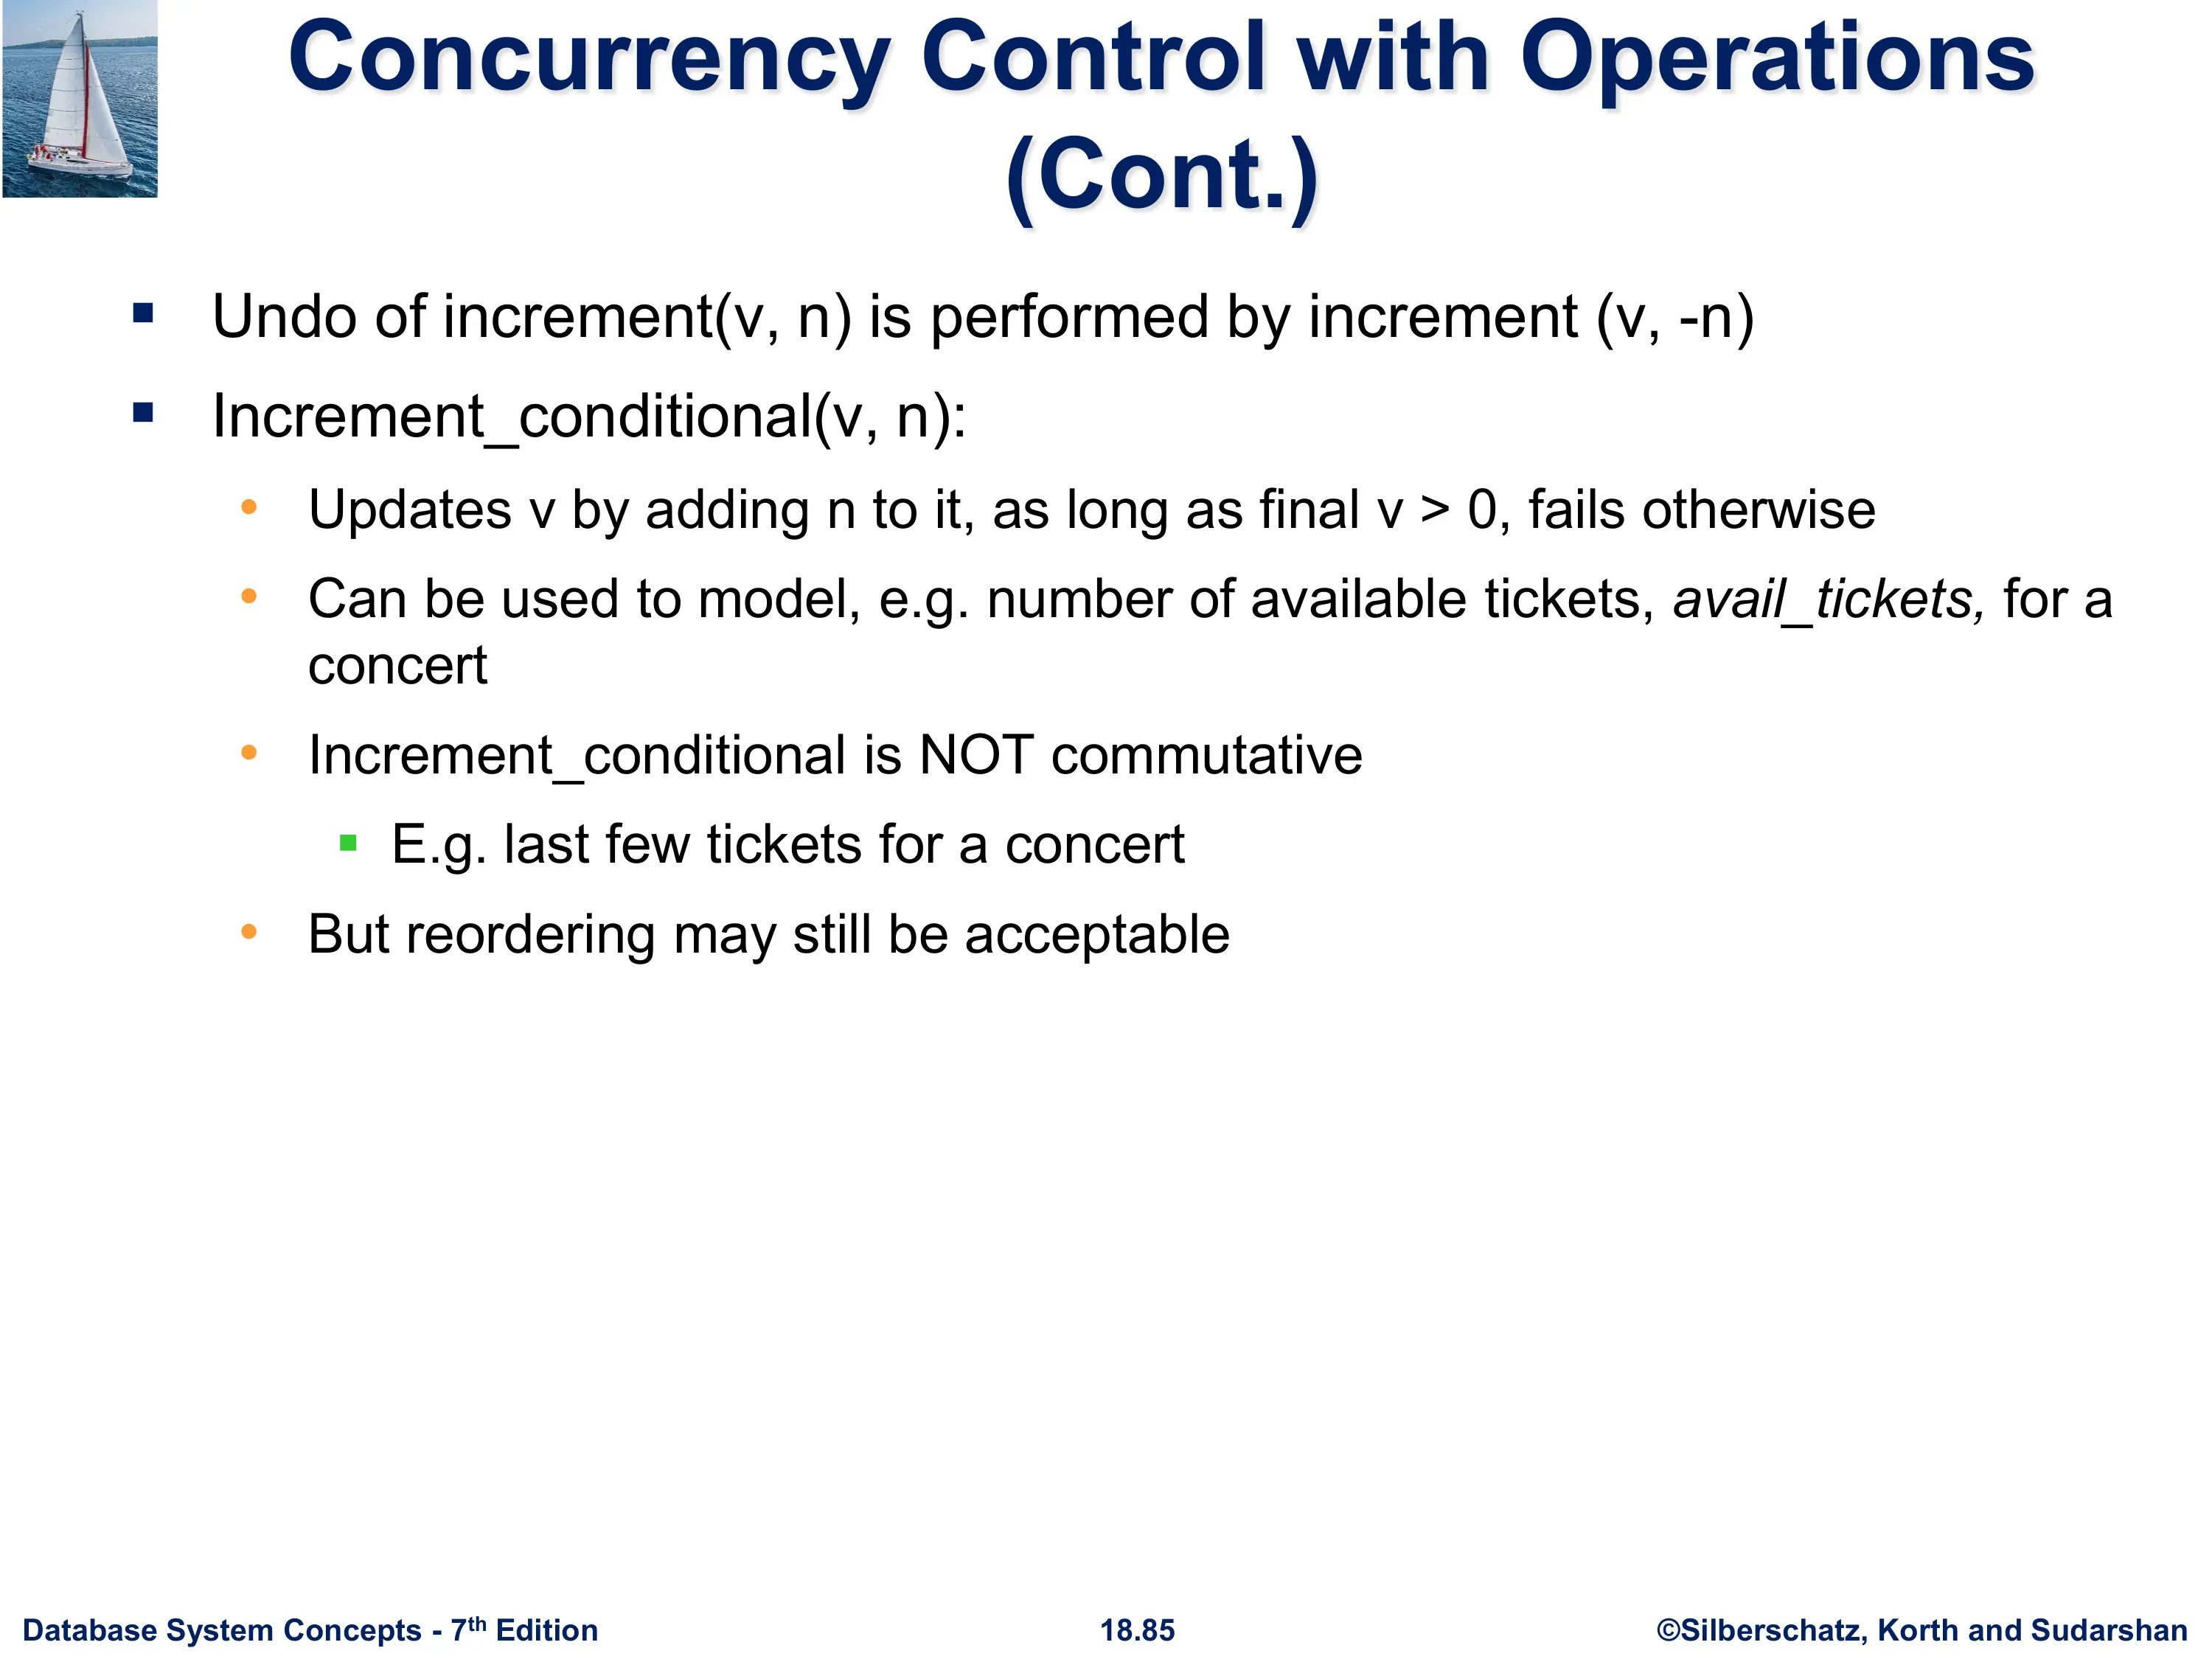 Concurrency Control with Operations
(Cont.)
▪ Undo of increment(v, n) is performed by increment (v, -n)
▪ Increment_conditional(v, n):
• Updates v by adding n to it, as long as final v > 0, fails otherwise
• Can be used to model, e.g. number of available tickets, avail_tickets, for a
concert
• Increment_conditional is NOT commutative
▪ E.g. last few tickets for a concert
• But reordering may still be acceptable
Database System Concepts - 7th Edition
18.85
©Silberschatz, Korth and Sudarshan